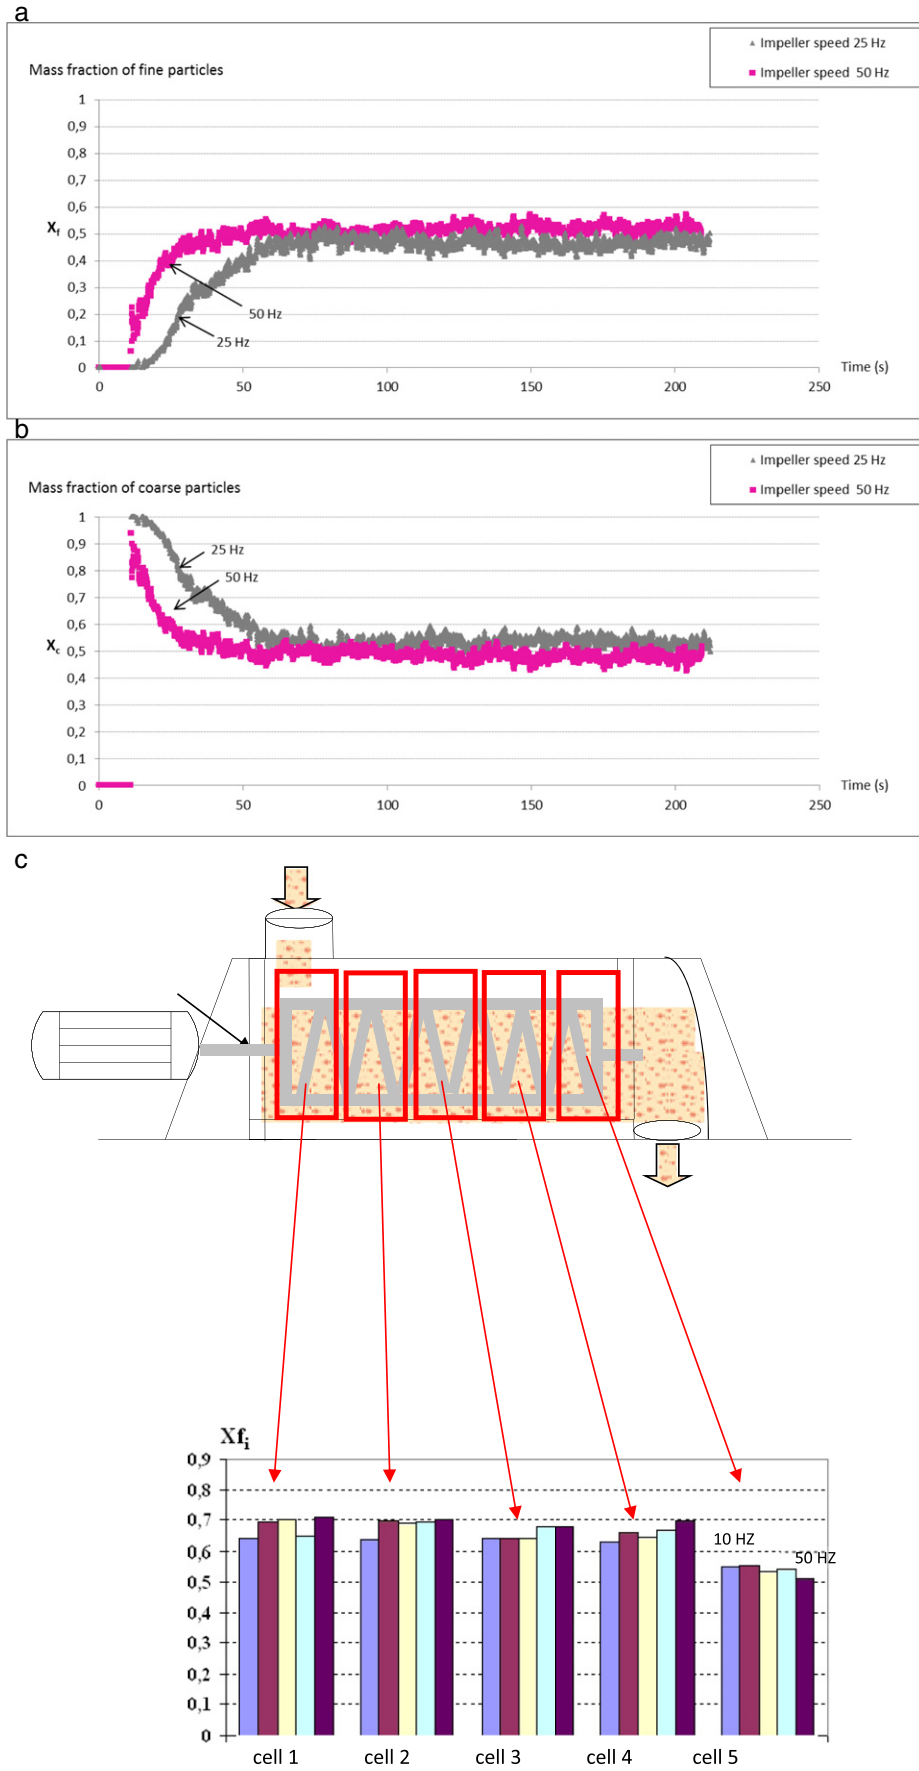 a
Impeller speed 25 Hz
Impeller speed 50 Hz
Mass fraction of fine particles
1
0,9
0,8
0,7
0,6
Xf 0,5
0,4
0,3
0,2
0,1
0
50 Hz
25 Hz
0 50 100 150 200 250
Time (s)
b
Impeller speed 25 Hz
Impeller speed 50 Hz
Mass fraction of coarse particles
1
0,9
0,8
0,7
0,6
Xc 0,5
0,4
0,3
0,2
0,1
0
25 Hz
50 Hz
0 50 100 150 200 250
Time (s)
c
Xfi
0,9
0,8
0,7
0,6
0,5
0,4
0,3
0,2
0,1
0
10 HZ
50 HZ
cell 1 cell 2 cell 3 cell 4 cell 5